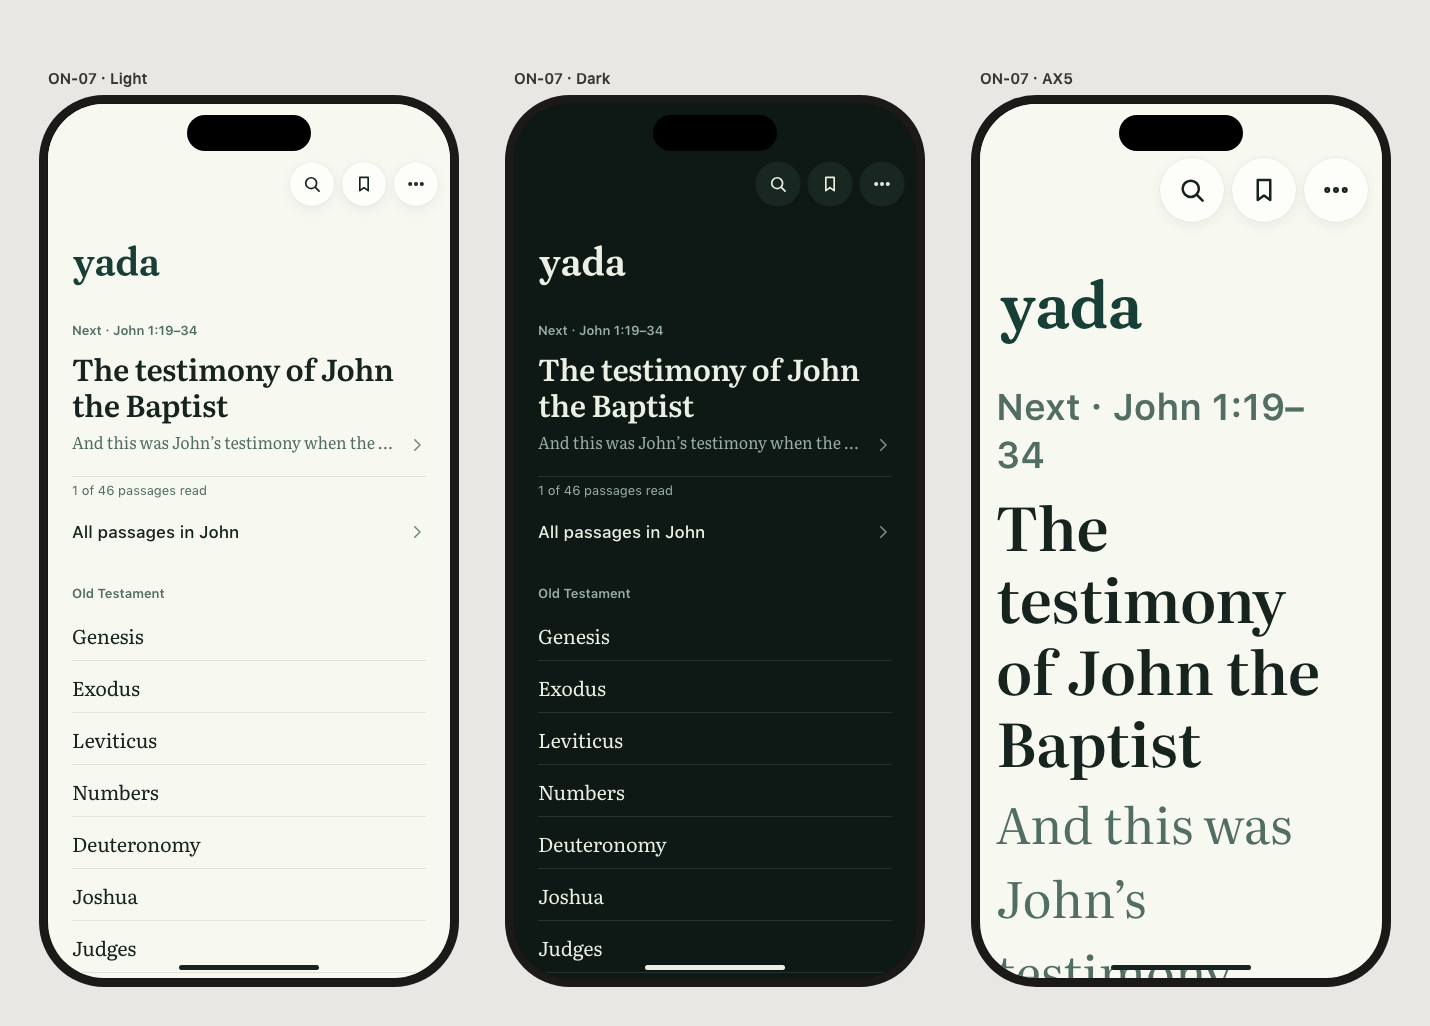 ON-07 · Light
yada
Next · John 1:19–34
The testimony of John
the Baptist
And this was John’s testimony when the ...
1 of 46 passages read
All passages in John
Old Testament
Genesis
Exodus
Leviticus
Numbers
Deuteronomy
Joshua
Judges
ON-07 · Dark
yada
Next · John 1:19–34
The testimony of John
the Baptist
And this was John’s testimony when the ...
1 of 46 passages read
All passages in John
Old Testament
Genesis
Exodus
Leviticus
Numbers
Deuteronomy
Joshua
Judges
ON-07 · AX5
yada
Next · John 1:19–
34
The
testimony
of John the
Baptist
And this was
John’s
testimony